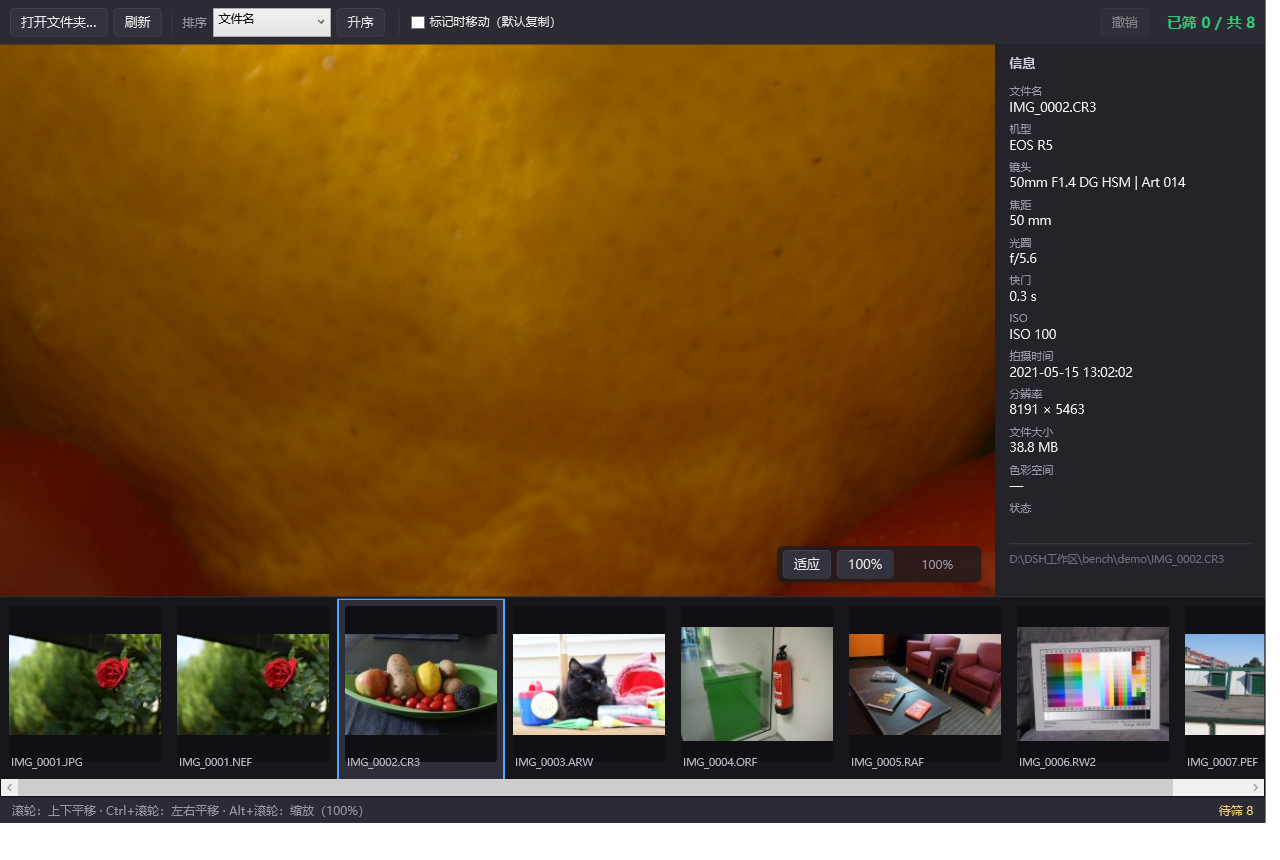 打开文件夹... 刷新 排序 文件名 升序 标记时移动（默认复制） 撤销 已筛 0 / 共 8
信息
文件名
IMG_0002.CR3
机型
EOS R5
镜头
50mm F1.4 DG HSM | Art 014
焦距
50 mm
光圈
f/5.6
快门
0.3 s
ISO
ISO 100
拍摄时间
2021-05-15 13:02:02
分辨率
8191 × 5463
文件大小
38.8 MB
色彩空间
—
状态
D:\DSH工作区\bench\demo\IMG_0002.CR3
适应 100% 100%
IMG_0001.JPG IMG_0001.NEF IMG_0002.CR3 IMG_0003.ARW IMG_0004.ORF IMG_0005.RAF IMG_0006.RW2 IMG_0007.PEF
滚轮：上下平移 · Ctrl+滚轮：左右平移 · Alt+滚轮：缩放（100%） 待筛 8